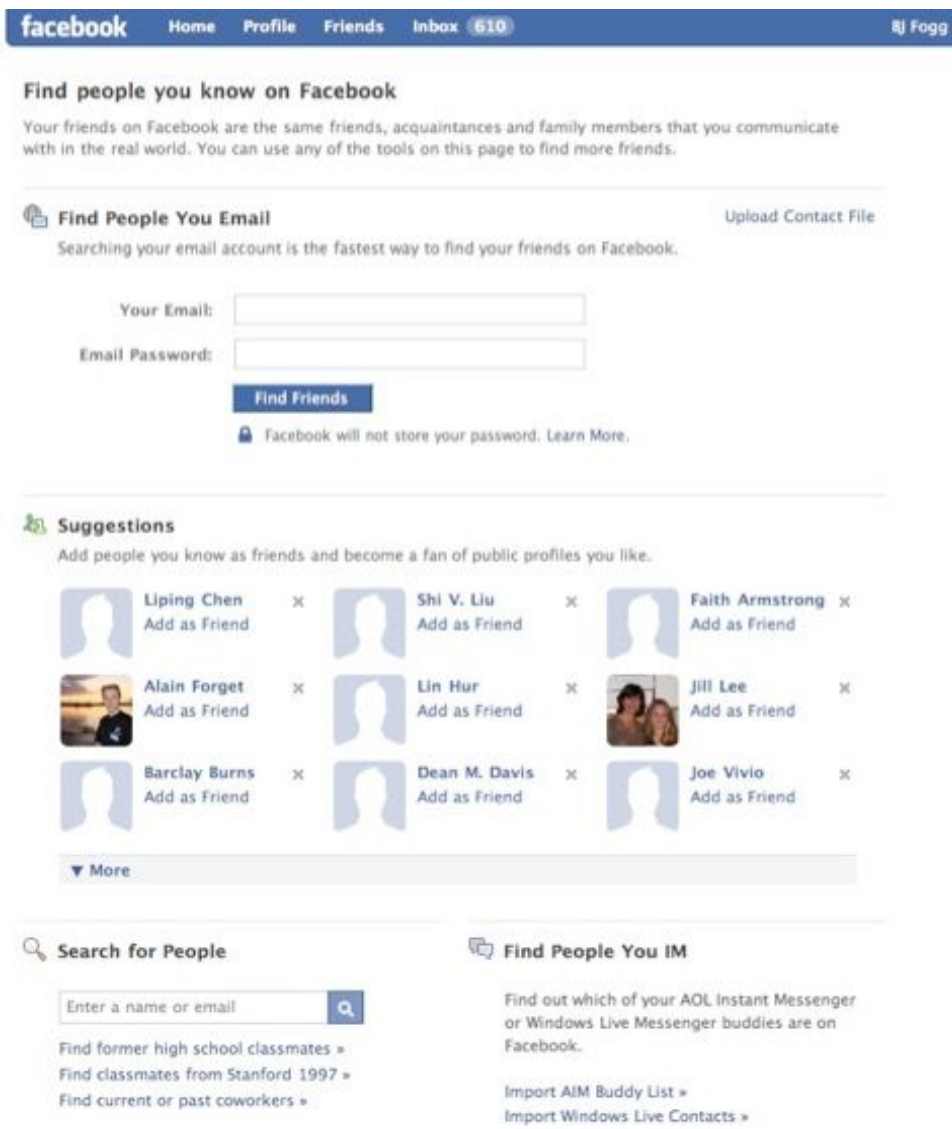 facebook Home Profile Friends Inbox 610 BJ Fogg
Find people you know on Facebook
Your friends on Facebook are the same friends, acquaintances and family members that you communicate
with in the real world. You can use any of the tools on this page to find more friends.
Find People You Email Upload Contact File
Searching your email account is the fastest way to find your friends on Facebook.
Your Email:
Email Password:
Find Friends
Facebook will not store your password. Learn More.
Suggestions
Add people you know as friends and become a fan of public profiles you like.
Liping Chen × Shi V. Liu × Faith Armstrong ×
Add as Friend Add as Friend Add as Friend
Alain Forget × Lin Hur × Jill Lee ×
Add as Friend Add as Friend Add as Friend
Barclay Burns × Dean M. Davis × Joe Vivio ×
Add as Friend Add as Friend Add as Friend
▼ More
Search for People
Enter a name or email
Find former high school classmates »
Find classmates from Stanford 1997 »
Find current or past coworkers »
Find People You IM
Find out which of your AOL Instant Messenger
or Windows Live Messenger buddies are on
Facebook.
Import AIM Buddy List »
Import Windows Live Contacts »